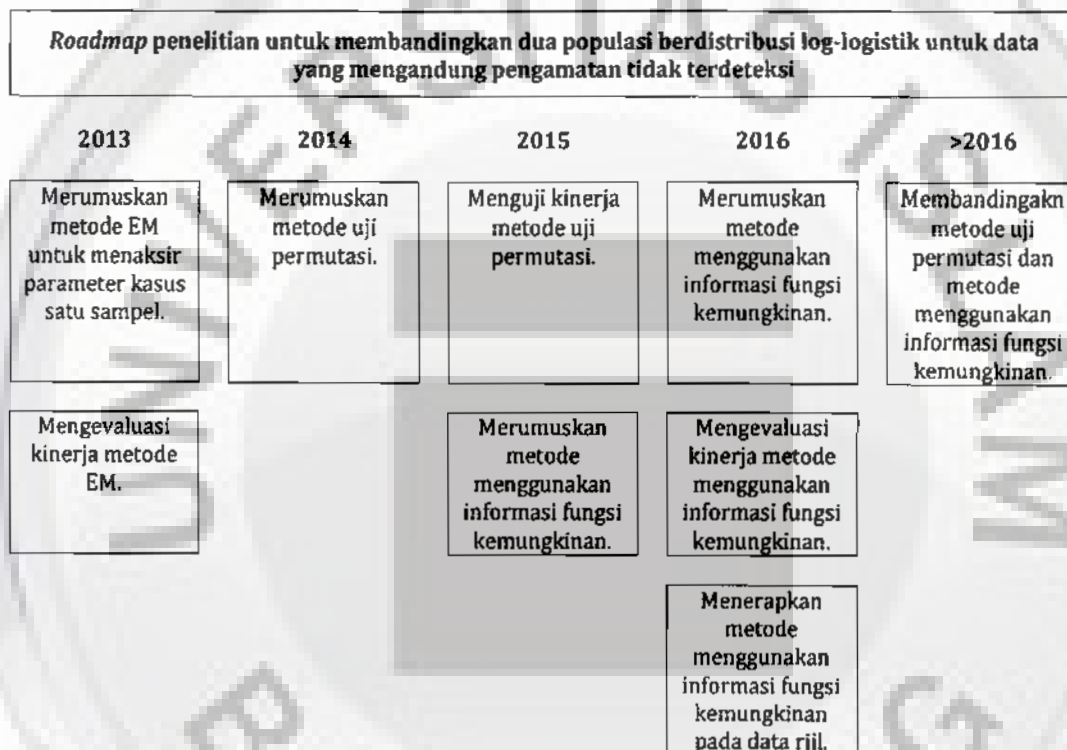 Roadmap penelitian untuk membandingkan dua populasi berdistribusi log-logistik untuk data
yang mengandung pengamatan tidak terdeteksi
2013
2014
2015
2016
>2016
Merumuskan
metode EM
untuk menaksir
parameter kasus
satu sampel.
Merumuskan
metode uji
permutasi.
Menguji kinerja
metode uji
permutasi.
Merumuskan
metode
menggunakan
informasi fungsi
kemungkinan.
Membandingakn
metode uji
permutasi dan
metode
menggunakan
informasi fungsi
kemungkinan.
Mengevaluasi
kinerja metode
EM.
Merumuskan
metode
menggunakan
informasi fungsi
kemungkinan.
Mengevaluasi
kinerja metode
menggunakan
informasi fungsi
kemungkinan.
Menerapkan
metode
menggunakan
informasi fungsi
kemungkinan
pada data riil.
UNIVERSITAS ISLAM